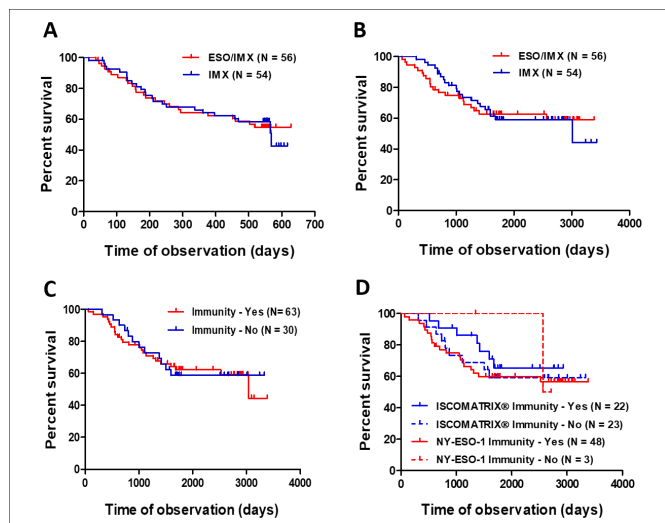 A
Percent survival
100
80
60
40
20
0
ESO/IMX (N = 56)
IMX (N = 54)
0 100 200 300 400 500 600 700
Time of observation (days)
B
Percent survival
100
80
60
40
20
0
ESO/IMX (N = 56)
IMX (N = 54)
0 1000 2000 3000 4000
Time of observation (days)
C
Percent survival
100
80
60
40
20
0
Immunity - Yes (N= 63)
Immunity - No (N = 30)
0 1000 2000 3000 4000
Time of observation (days)
D
Percent survival
100
80
60
40
20
0
ISCOMATRIX® Immunity - Yes (N = 22)
ISCOMATRIX® Immunity - No (N = 23)
NY-ESO-1 Immunity - Yes (N = 48)
NY-ESO-1 Immunity - No (N = 3)
0 1000 2000 3000 4000
Time of observation (days)